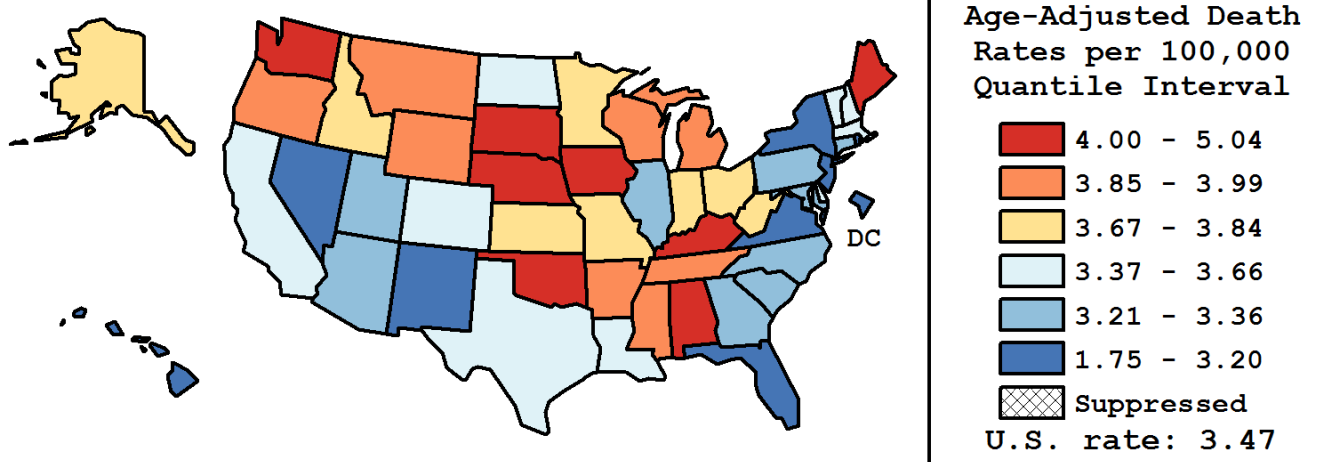 Age-Adjusted Death
Rates per 100,000
Quantile Interval
4.00 - 5.04
3.85 - 3.99
3.67 - 3.84
3.37 - 3.66
3.21 - 3.36
1.75 - 3.20
Suppressed
U.S. rate: 3.47
DC